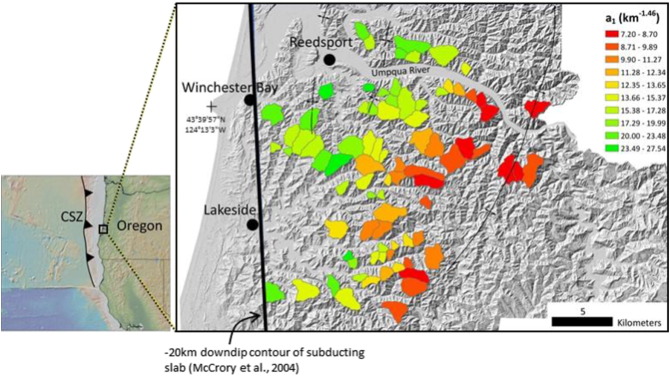 Reedsport
Umpqua River
Winchester Bay
43°39'57"N
124°13'3"W
Lakeside
CSZ
Oregon
a₁ (km⁻¹·⁴⁶)
7.20 - 8.70
8.71 - 9.89
9.90 - 11.27
11.28 - 12.34
12.35 - 13.65
13.66 - 15.37
15.38 - 17.28
17.29 - 19.99
20.00 - 23.48
23.49 - 27.54
5
Kilometers
-20km downdip contour of subducting
slab (McCrory et al., 2004)